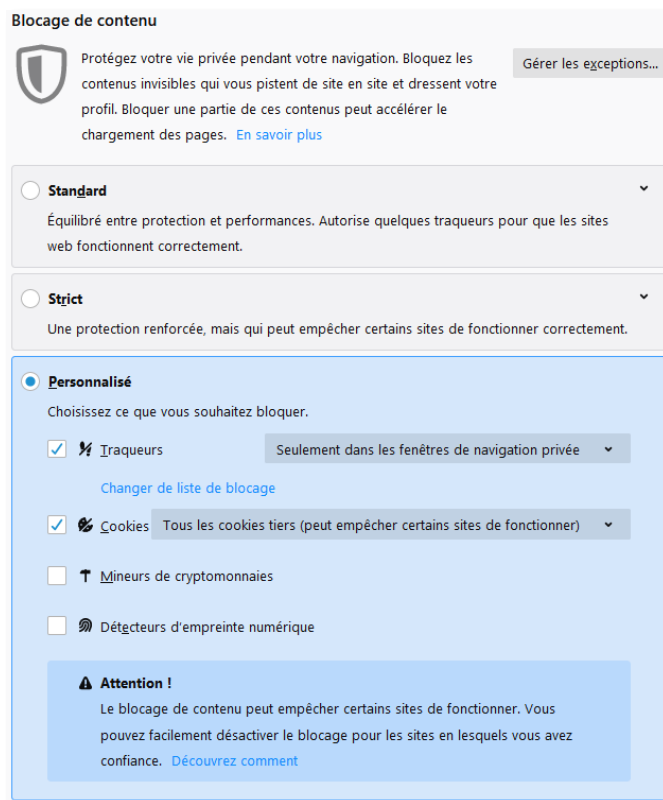 Blocage de contenu
Protégez votre vie privée pendant votre navigation. Bloquez les
contenus invisibles qui vous pistent de site en site et dressent votre
profil. Bloquer une partie de ces contenus peut accélérer le
chargement des pages. En savoir plus
Gérer les exceptions...
Standard
Équilibré entre protection et performances. Autorise quelques traqueurs pour que les sites
web fonctionnent correctement.
Strict
Une protection renforcée, mais qui peut empêcher certains sites de fonctionner correctement.
Personnalisé
Choisissez ce que vous souhaitez bloquer.
Traqueurs Seulement dans les fenêtres de navigation privée
Changer de liste de blocage
Cookies Tous les cookies tiers (peut empêcher certains sites de fonctionner)
Mineurs de cryptomonnaies
Détecteurs d'empreinte numérique
Attention !
Le blocage de contenu peut empêcher certains sites de fonctionner. Vous
pouvez facilement désactiver le blocage pour les sites en lesquels vous avez
confiance. Découvrez comment